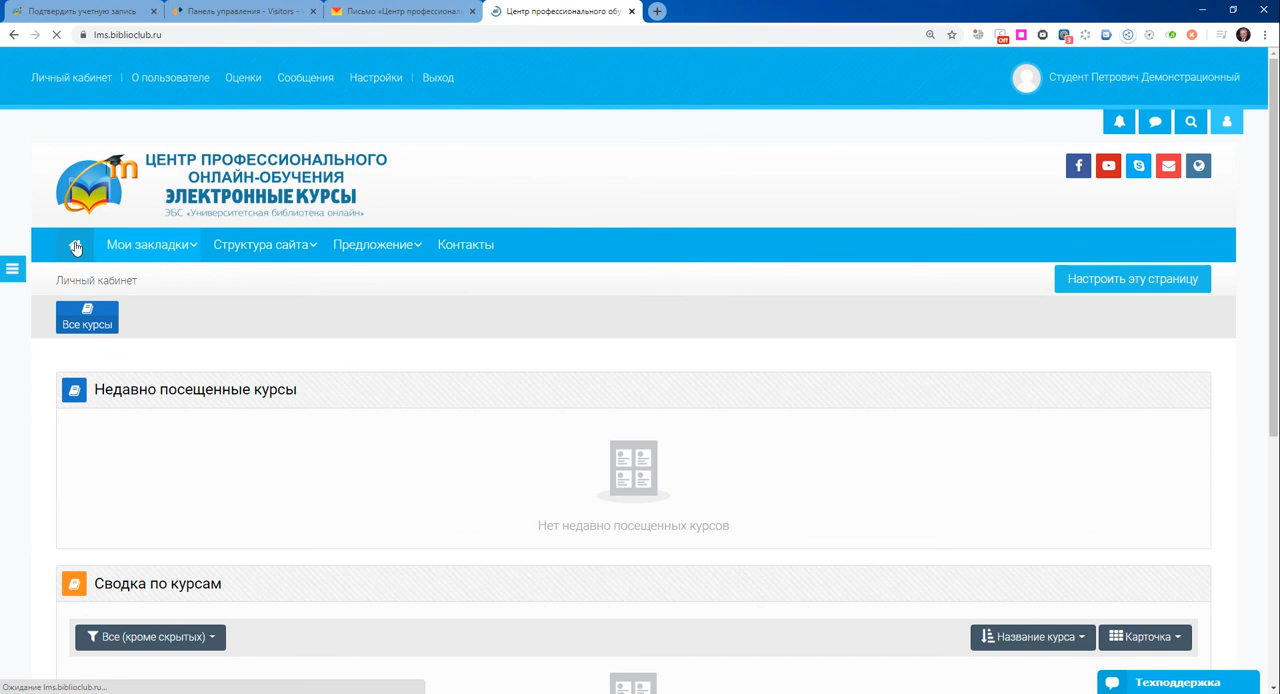 Подтвердить учетную запись
Панель управления - Visitors -
Письмо «Центр профессионал
Центр профессионального обу
lms.biblioclub.ru
Off
3
Личный кабинет
О пользователе
Оценки
Сообщения
Настройки
Выход
Студент Петрович Демонстрационный
m
ЦЕНТР ПРОФЕССИОНАЛЬНОГО
ОНЛАЙН-ОБУЧЕНИЯ
ЭЛЕКТРОННЫЕ КУРСЫ
ЭБС «Университетская библиотека онлайн»
Мои закладки
Структура сайта
Предложение
Контакты
Личный кабинет
Настроить эту страницу
Все курсы
Недавно посещенные курсы
Нет недавно посещенных курсов
Сводка по курсам
Все (кроме скрытых)
Название курса
Карточка
Ожидание lms.biblioclub.ru...
Техподдержка